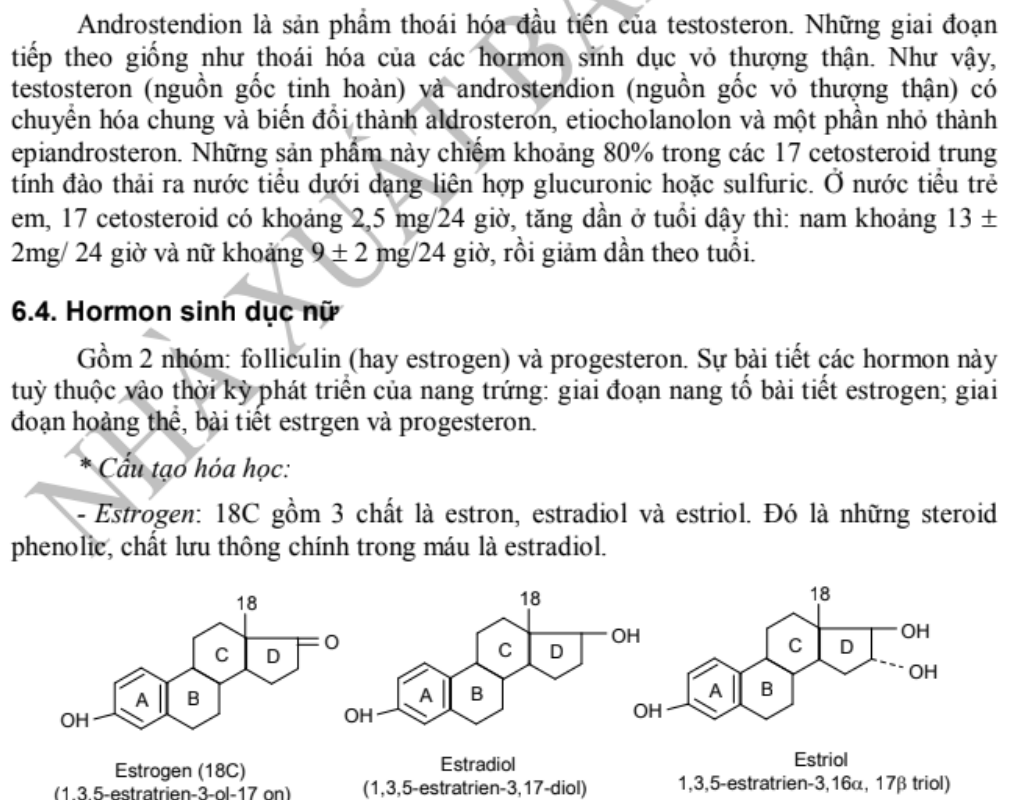 Androstendion là sản phẩm thoái hóa đầu tiên của testosteron. Những giai đoạn
tiếp theo giống như thoái hóa của các hormon sinh dục vỏ thượng thận. Như vậy,
testosteron (nguồn gốc tinh hoàn) và androstendion (nguồn gốc vỏ thượng thận) có
chuyển hóa chung và biến đổi thành aldrosteron, etiocholanolon và một phần nhỏ thành
epiandrosteron. Những sản phẩm này chiếm khoảng 80% trong các 17 cetosteroid trung
tính đào thải ra nước tiểu dưới dạng liên hợp glucuronic hoặc sulfuric. Ở nước tiểu trẻ
em, 17 cetosteroid có khoảng 2,5 mg/24 giờ, tăng dần ở tuổi dậy thì: nam khoảng 13 ±
2mg/ 24 giờ và nữ khoảng 9 ± 2 mg/24 giờ, rồi giảm dần theo tuổi.
6.4. Hormon sinh dục nữ
Gồm 2 nhóm: folliculin (hay estrogen) và progesteron. Sự bài tiết các hormon này
tuỳ thuộc vào thời kỳ phát triển của nang trứng: giai đoạn nang tố bài tiết estrogen; giai
đoạn hoàng thể, bài tiết estrgen và progesteron.
* Cấu tạo hóa học:
- Estrogen: 18C gồm 3 chất là estron, estradiol và estriol. Đó là những steroid
phenolic, chất lưu thông chính trong máu là estradiol.
18
O
C
D
A
B
OH
Estrogen (18C)
(1,3,5-estratrien-3-ol-17 on)
18
OH
C
D
A
B
OH
Estradiol
(1,3,5-estratrien-3,17-diol)
18
OH
C
D
OH
A
B
OH
Estriol
1,3,5-estratrien-3,16α, 17β triol)
NHÀ XUẤT BẢ